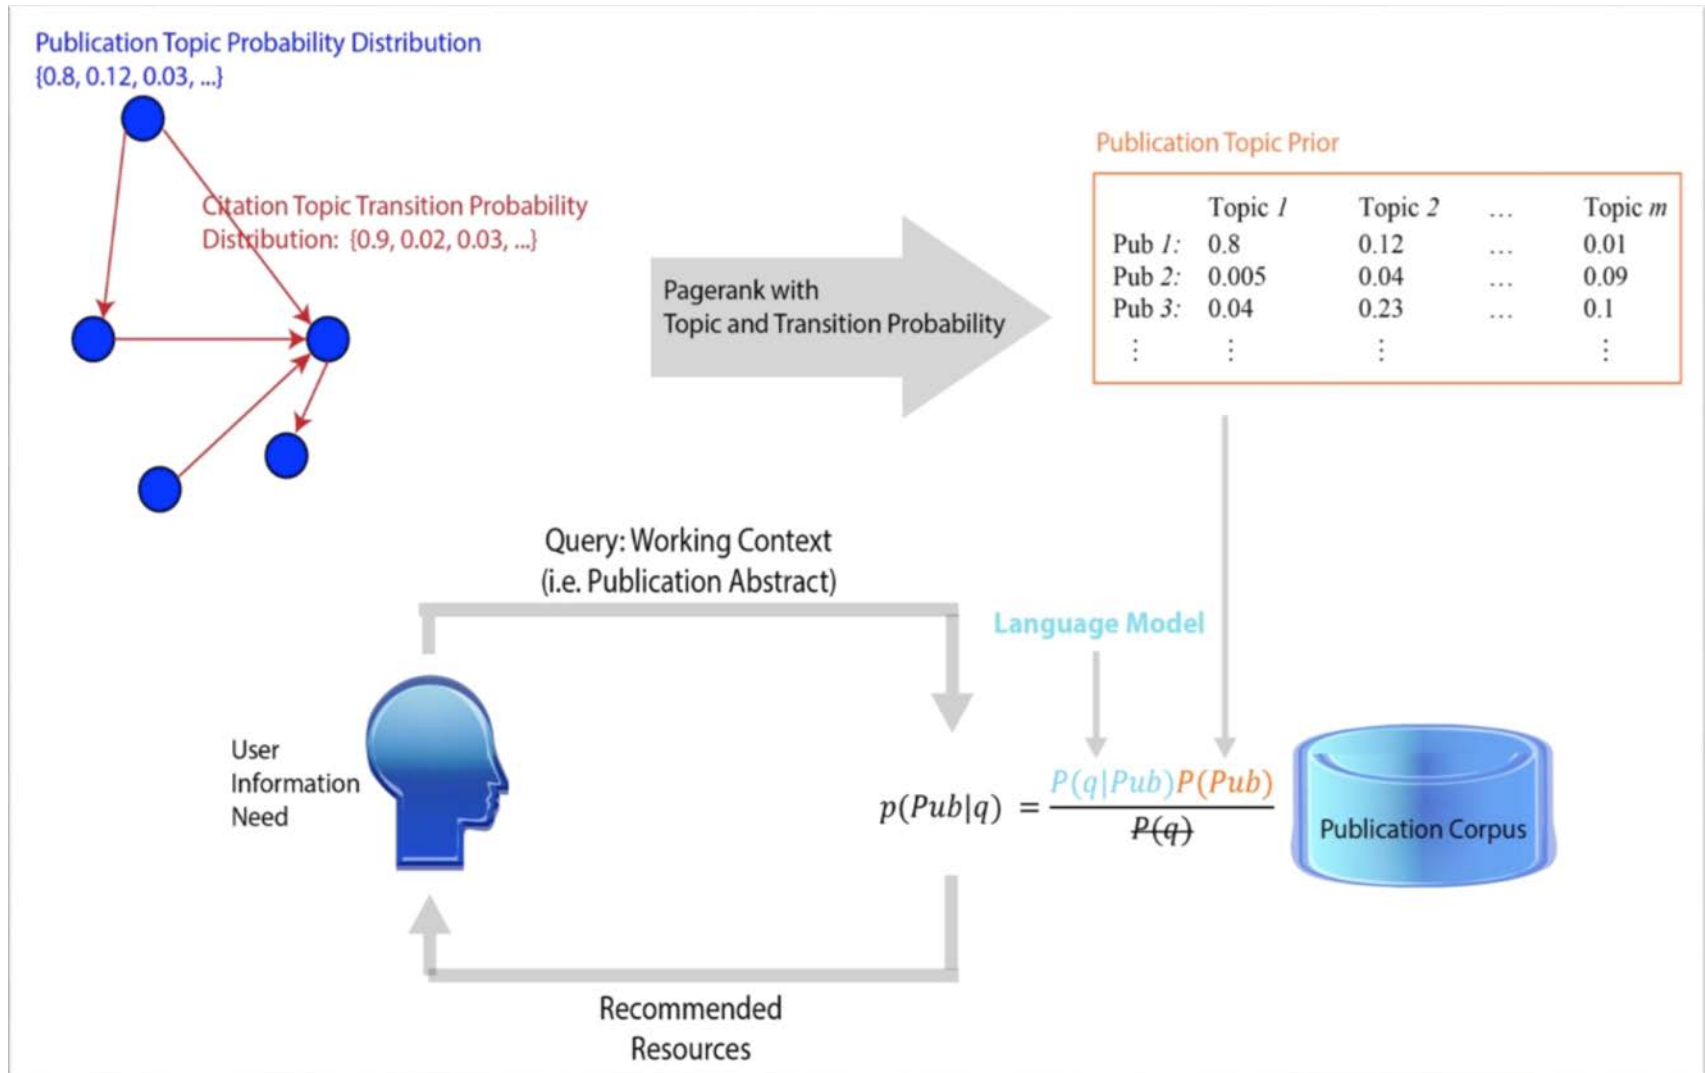 Publication Topic Probability Distribution
{0.8, 0.12, 0.03, ...}
Citation Topic Transition Probability
Distribution: {0.9, 0.02, 0.03, ...}
Pagerank with
Topic and Transition Probability
Publication Topic Prior
Topic 1 Topic 2 ... Topic m
Pub 1: 0.8 0.12 ... 0.01
Pub 2: 0.005 0.04 ... 0.09
Pub 3: 0.04 0.23 ... 0.1
⋮ ⋮ ⋮ ⋮
Query: Working Context
(i.e. Publication Abstract)
Language Model
User
Information
Need
p(Pub|q) = P(q|Pub)P(Pub)
P(q)
Publication Corpus
Recommended
Resources